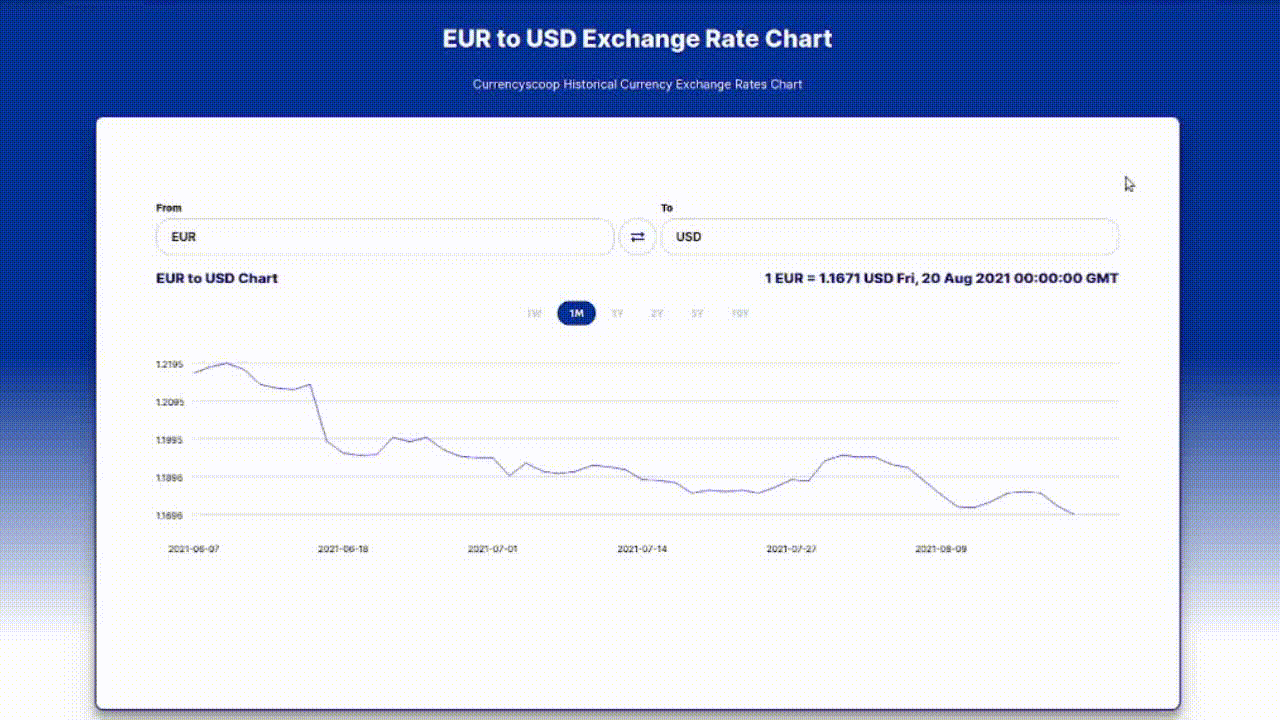 EUR to USD Exchange Rate Chart
Currencyscoop Historical Currency Exchange Rates Chart
From To
EUR USD
EUR to USD Chart 1 EUR = 1.1671 USD Fri, 20 Aug 2021 00:00:00 GMT
1W 1M 1Y 2Y 5Y 10Y
1.2195
1.2095
1.1995
1.1896
1.1696
2021-06-07 2021-06-18 2021-07-01 2021-07-14 2021-07-27 2021-08-09